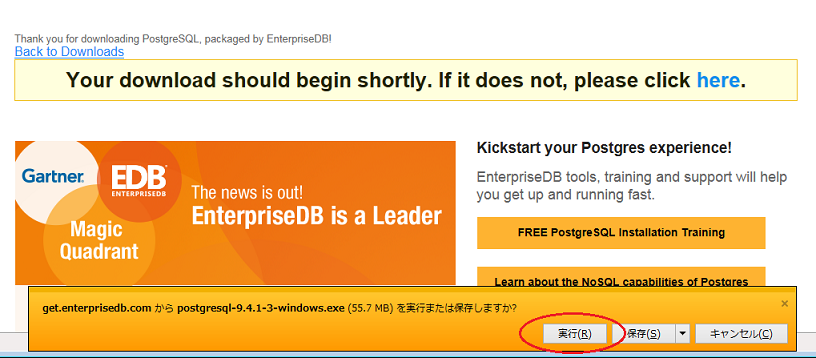 Thank you for downloading PostgreSQL, packaged by EnterpriseDB!
Back to Downloads
Your download should begin shortly. If it does not, please click here.
Gartner
EDB
ENTERPRISEDB
Magic
Quadrant
The news is out!
EnterpriseDB is a Leader
Kickstart your Postgres experience!
EnterpriseDB tools, training and support will help
you get up and running fast.
FREE PostgreSQL Installation Training
Learn about the NoSQL capabilities of Postgres
get.enterprisedb.com から postgresql-9.4.1-3-windows.exe (55.7 MB) を実行または保存しますか?
×
実行(R)
保存(S)
キャンセル(C)